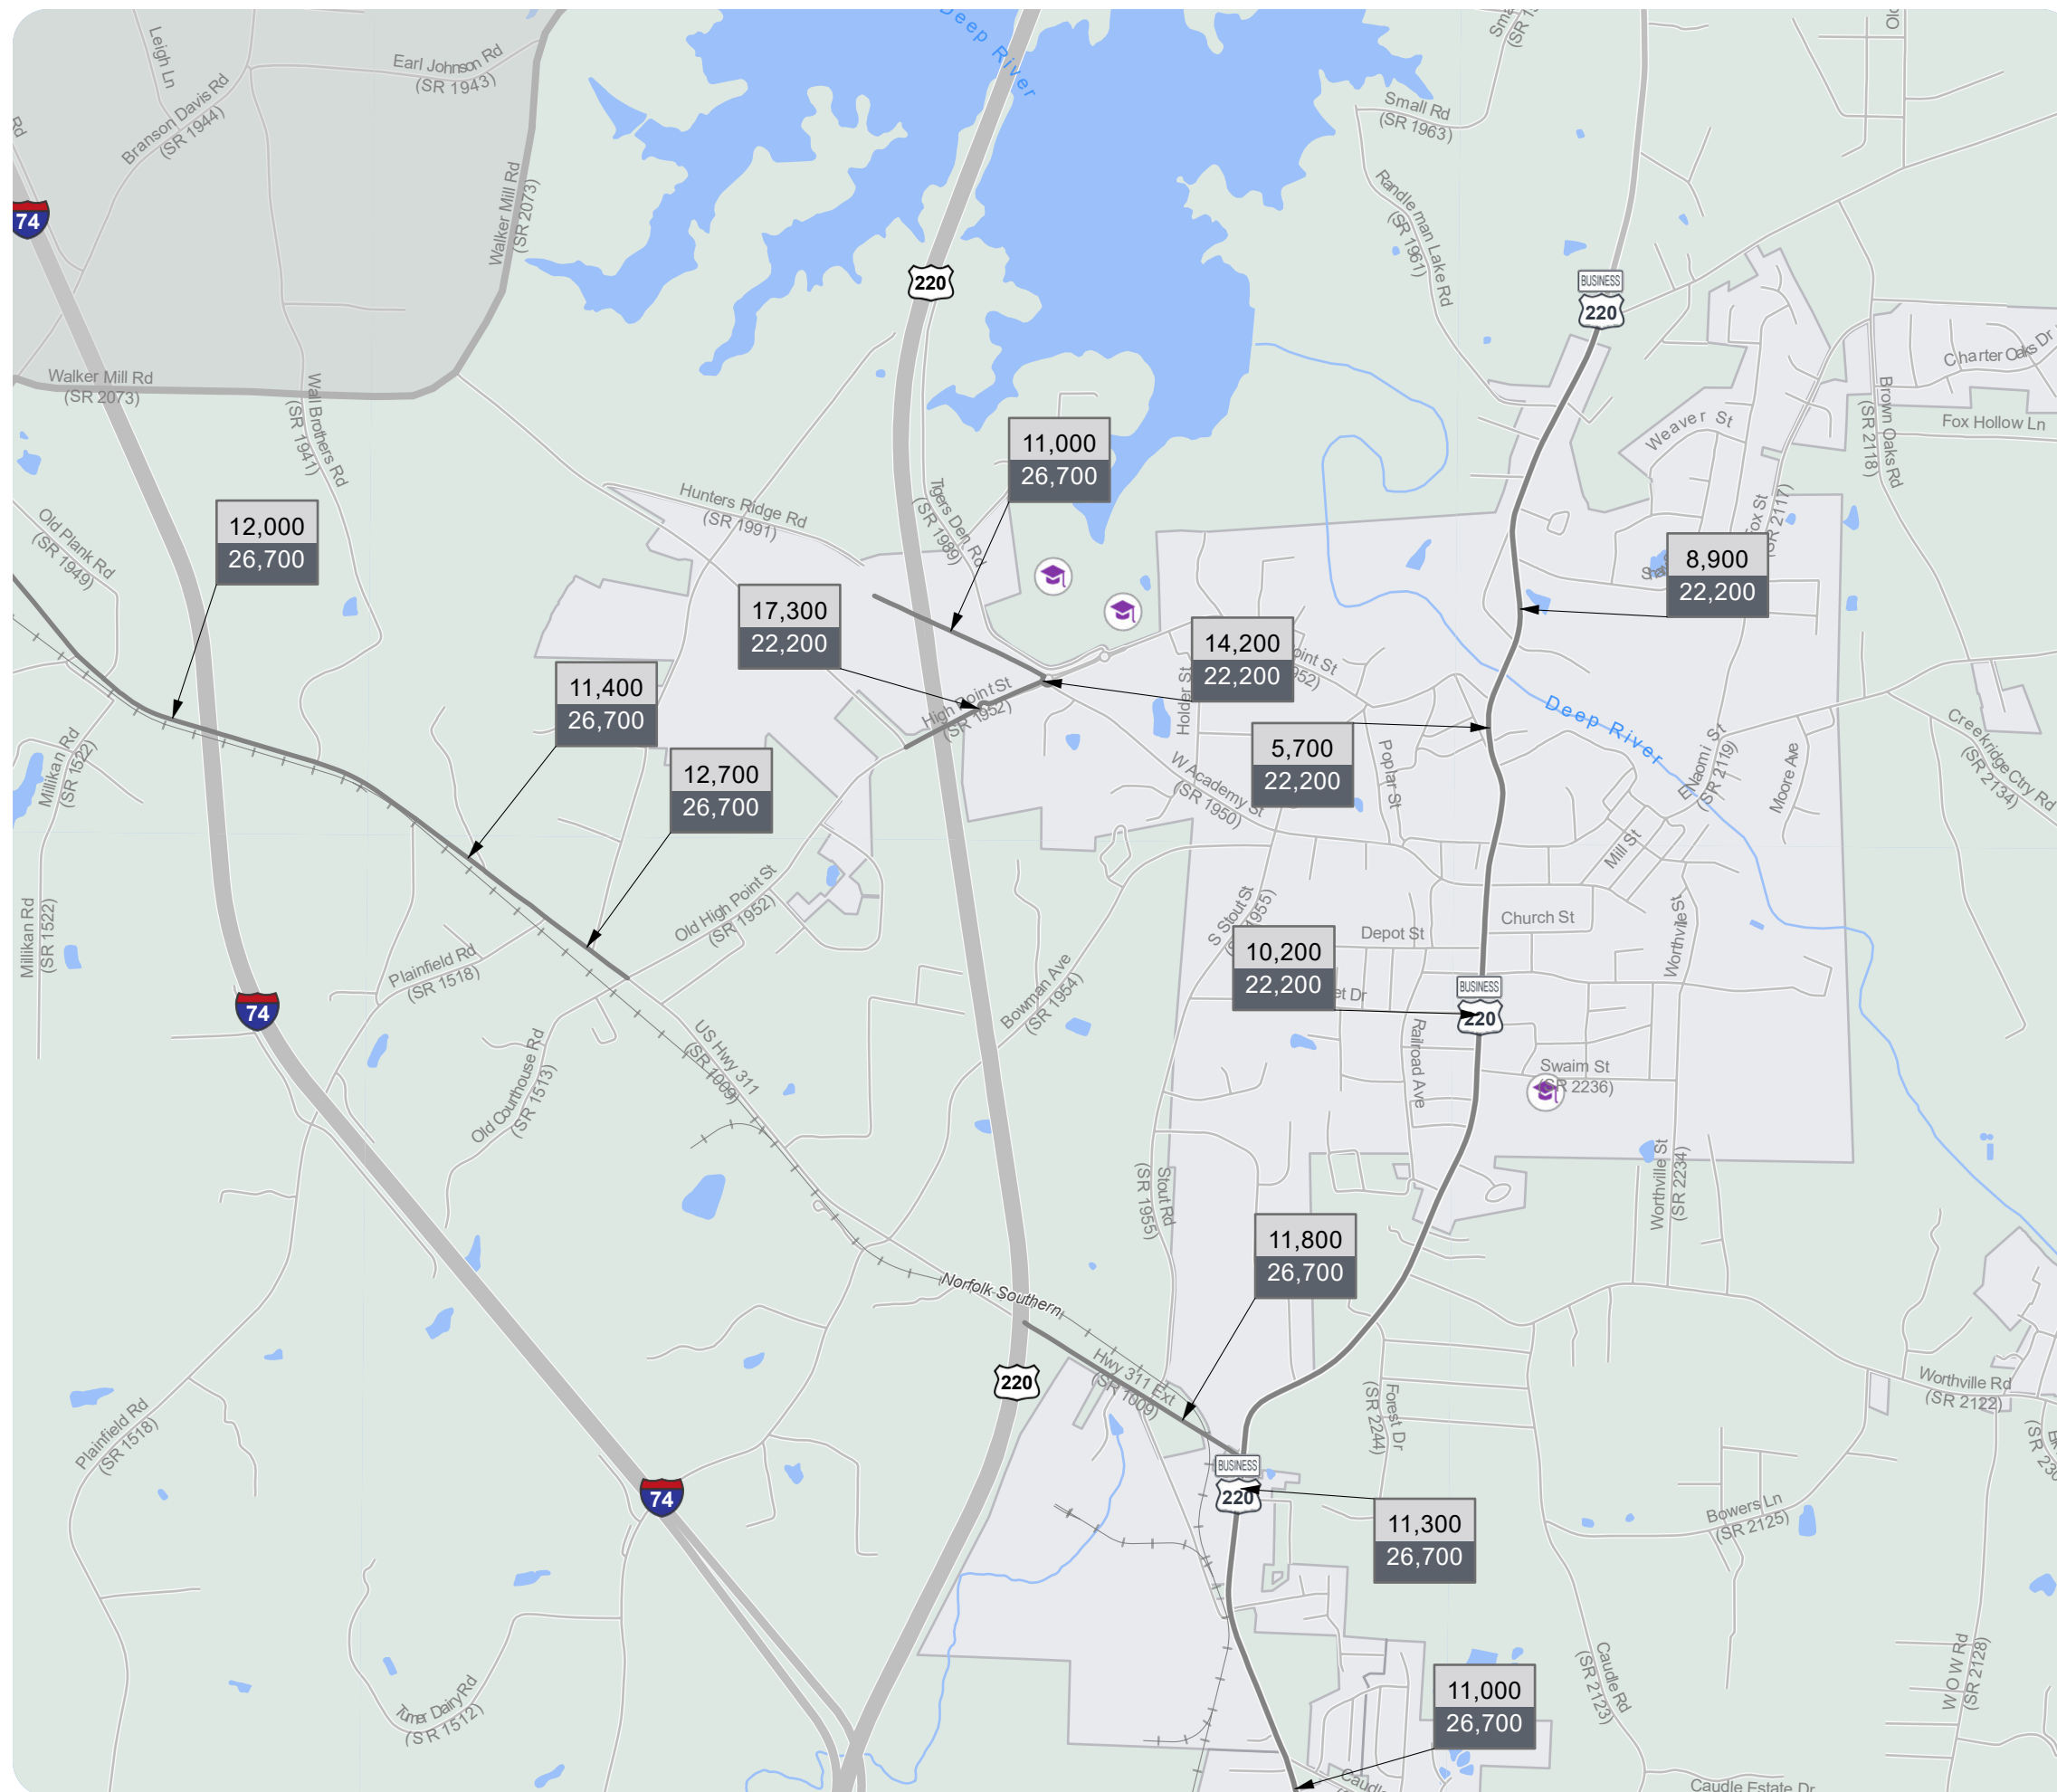 Deep River
Leigh Ln
Earl Johnson Rd
(SR 1943)
Branson Davis Rd
(SR 1944)
Rd
Small Rd
(SR 1963)
74
Walker Mill Rd
(SR 2073)
Randleman Lake Rd
(SR 1961)
220
BUSINESS
220
Walker Mill Rd
(SR 2073)
Wall Brothers Rd
(SR 1941)
Charter Oaks Dr
Brown Oaks Rd
(SR 2118)
Fox Hollow Ln
Weaver St
11,000
26,700
Hunters Ridge Rd
(SR 1991)
Tigers Den Rd
(SR 1989)
12,000
26,700
Old Plank Rd
(SR 1949)
Fox St
(SR 2117)
8,900
22,200
17,300
22,200
14,200
22,200
oint St
952)
High Point St
(SR 1952)
Holder St
11,400
26,700
5,700
22,200
Deep River
Creekridge Ctry Rd
(SR 2134)
Millikan Rd
(SR 1522)
12,700
26,700
W Academy St
(SR 1950)
Poplar St
E Naomi St
(SR 2119)
Moore Ave
Mill St
Old High Point St
(SR 1952)
S Stout St
1955)
Church St
Depot St
Worthville St
Millikan Rd
(SR 1522)
Plainfield Rd
(SR 1518)
10,200
22,200
et Dr
BUSINESS
220
74
Bowman Ave
(SR 1954)
US Hwy 311
(SR 1009)
Old Courthouse Rd
(SR 1513)
Railroad Ave
Swaim St
(SR 2236)
Stout Rd
(SR 1955)
Worthville St
(SR 2234)
11,800
26,700
Norfolk Southern
Hwy 311 Ext
(SR 1009)
220
Forest Dr
(SR 2244)
Worthville Rd
(SR 2122)
Plainfield Rd
(SR 1518)
BUSINESS
220
74
11,300
26,700
Bowers Ln
(SR 2125)
Turner Dairy Rd
(SR 1512)
Caudle Rd
(SR 2123)
W O W Rd
(SR 2128)
11,000
26,700
Caudle
Caudle Estate Dr